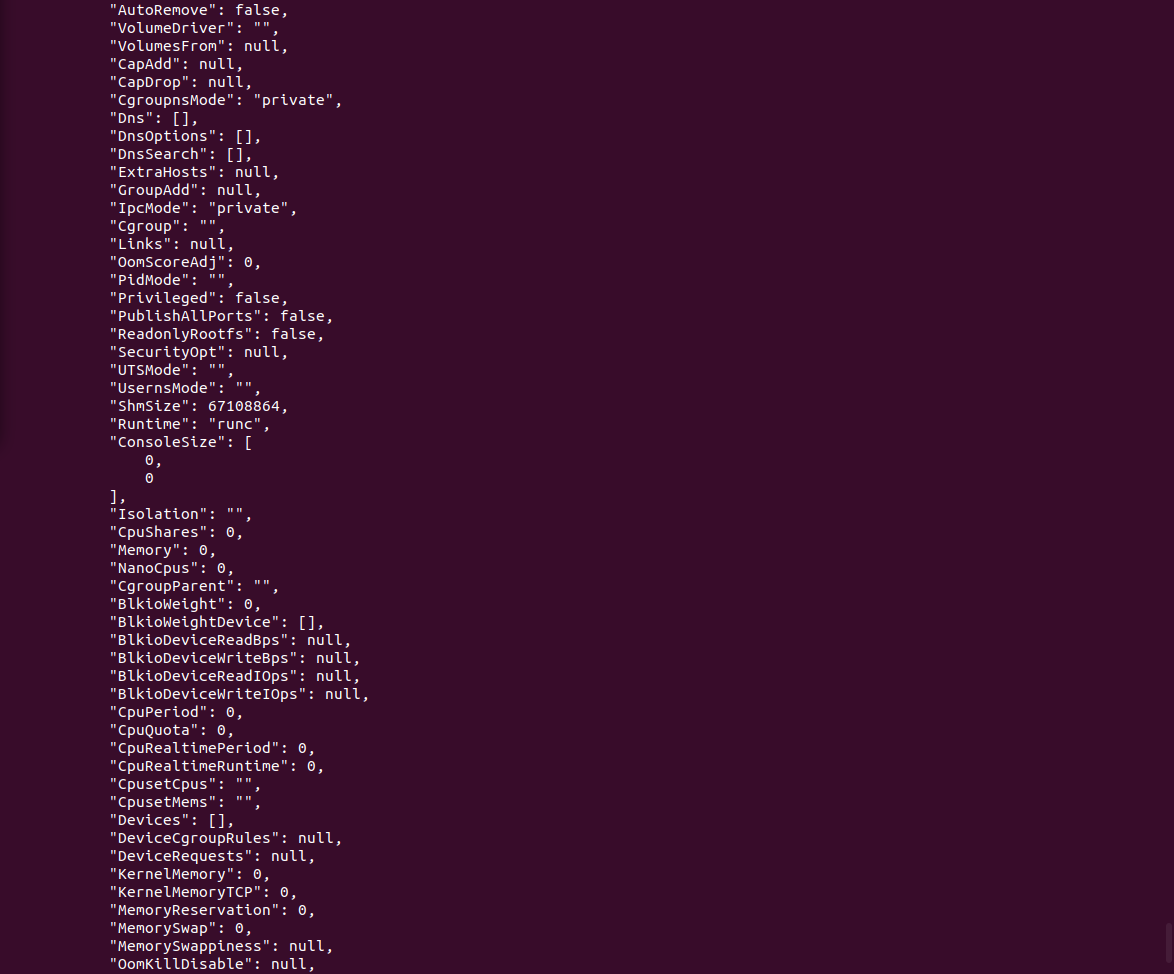 "AutoRemove": false,
"VolumeDriver": "",
"VolumesFrom": null,
"CapAdd": null,
"CapDrop": null,
"CgroupnsMode": "private",
"Dns": [],
"DnsOptions": [],
"DnsSearch": [],
"ExtraHosts": null,
"GroupAdd": null,
"IpcMode": "private",
"Cgroup": "",
"Links": null,
"OomScoreAdj": 0,
"PidMode": "",
"Privileged": false,
"PublishAllPorts": false,
"ReadonlyRootfs": false,
"SecurityOpt": null,
"UTSMode": "",
"UsernsMode": "",
"ShmSize": 67108864,
"Runtime": "runc",
"ConsoleSize": [
    0,
    0
],
"Isolation": "",
"CpuShares": 0,
"Memory": 0,
"NanoCpus": 0,
"CgroupParent": "",
"BlkioWeight": 0,
"BlkioWeightDevice": [],
"BlkioDeviceReadBps": null,
"BlkioDeviceWriteBps": null,
"BlkioDeviceReadIOps": null,
"BlkioDeviceWriteIOps": null,
"CpuPeriod": 0,
"CpuQuota": 0,
"CpuRealtimePeriod": 0,
"CpuRealtimeRuntime": 0,
"CpusetCpus": "",
"CpusetMems": "",
"Devices": [],
"DeviceCgroupRules": null,
"DeviceRequests": null,
"KernelMemory": 0,
"KernelMemoryTCP": 0,
"MemoryReservation": 0,
"MemorySwap": 0,
"MemorySwappiness": null,
"OomKillDisable": null,